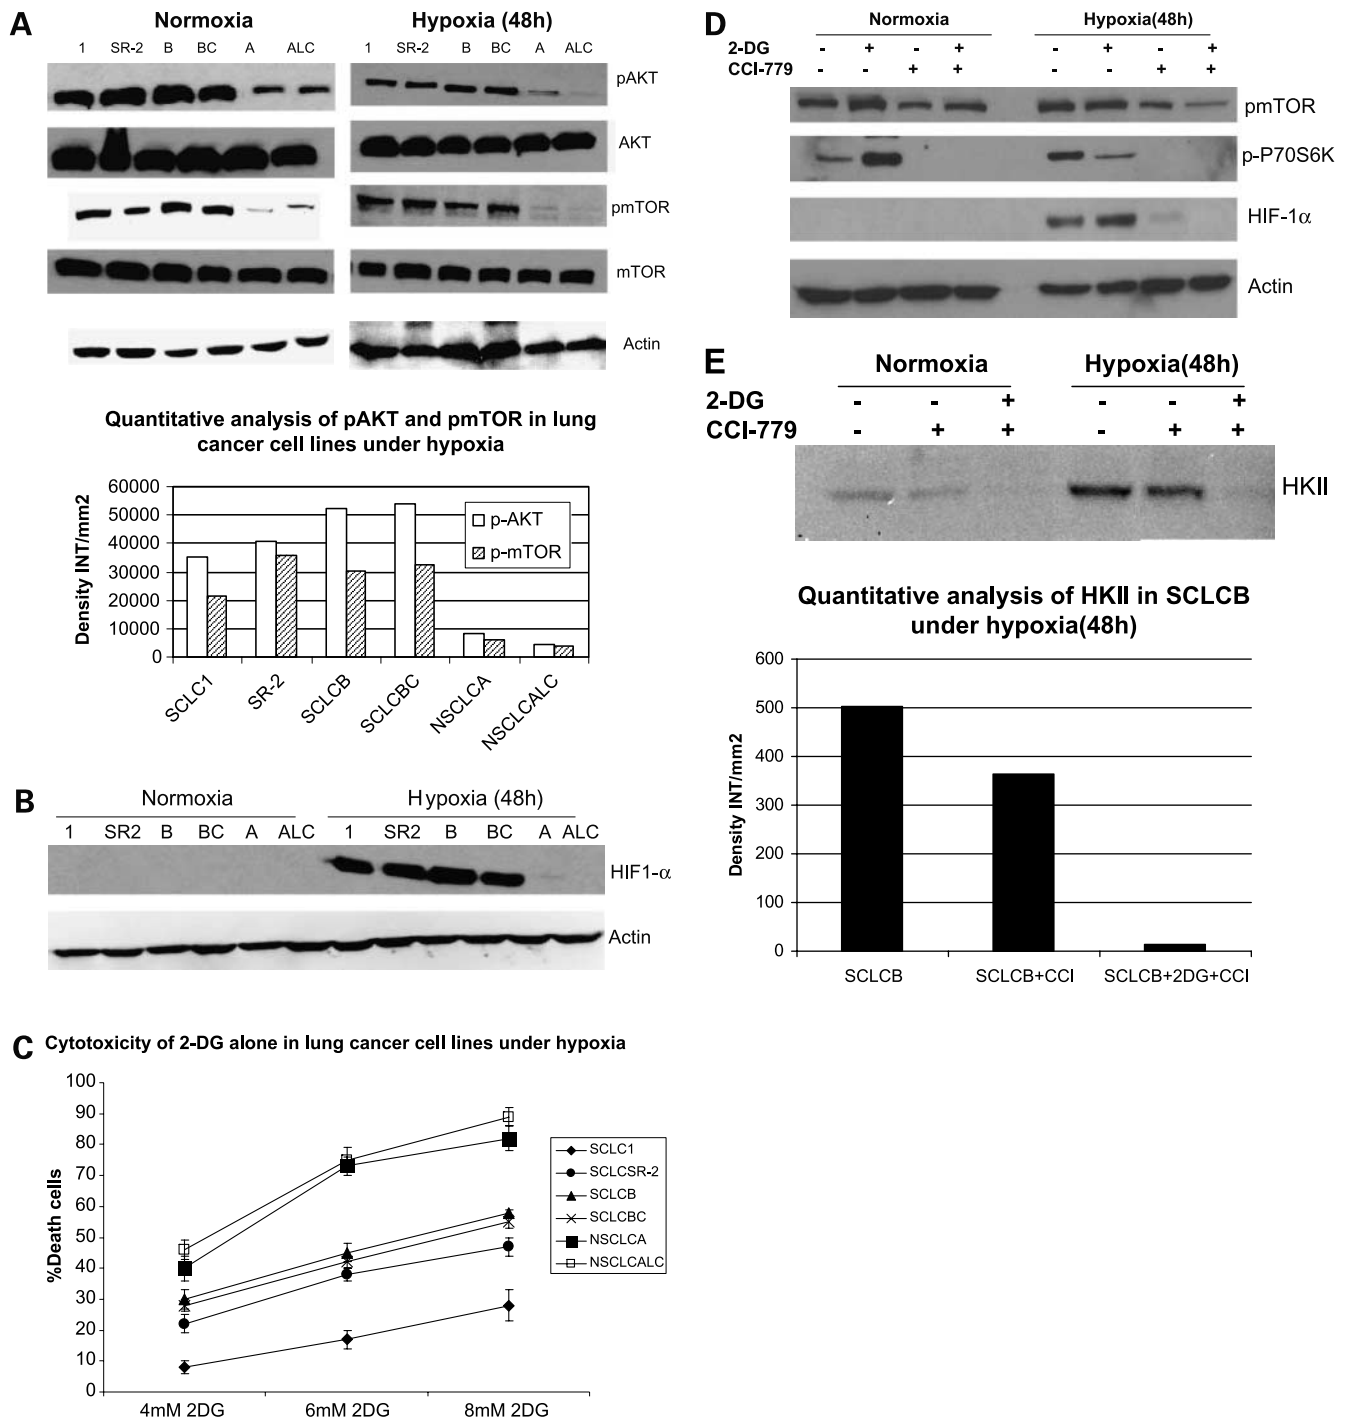 A
Normoxia
Hypoxia (48h)
1 SR-2 B BC A ALC
1 SR-2 B BC A ALC
pAKT
AKT
pmTOR
mTOR
Actin
Quantitative analysis of pAKT and pmTOR in lung
cancer cell lines under hypoxia
Density INT/mm2
60000
50000
40000
30000
20000
10000
0
p-AKT
p-mTOR
SCLC1
SR-2
SCLCB
SCLCBC
NSCLCA
NSCLCALC
B
Normoxia
Hypoxia (48h)
1 SR2 B BC A ALC
1 SR2 B BC A ALC
HIF1-α
Actin
C
Cytotoxicity of 2-DG alone in lung cancer cell lines under hypoxia
%Death cells
100
90
80
70
60
50
40
30
20
10
0
4mM 2DG
6mM 2DG
8mM 2DG
SCLC1
SCLCSR-2
SCLCB
SCLCBC
NSCLCA
NSCLCALC
D
Normoxia
Hypoxia(48h)
2-DG - + - + - + - +
CCI-779 - - + + - - + +
pmTOR
p-P70S6K
HIF-1α
Actin
E
Normoxia
Hypoxia(48h)
2-DG - - + - - +
CCI-779 - + + - + +
HKII
Quantitative analysis of HKII in SCLCB
under hypoxia(48h)
Density INT/mm2
600
500
400
300
200
100
0
SCLCB
SCLCB+CCI
SCLCB+2DG+CCI